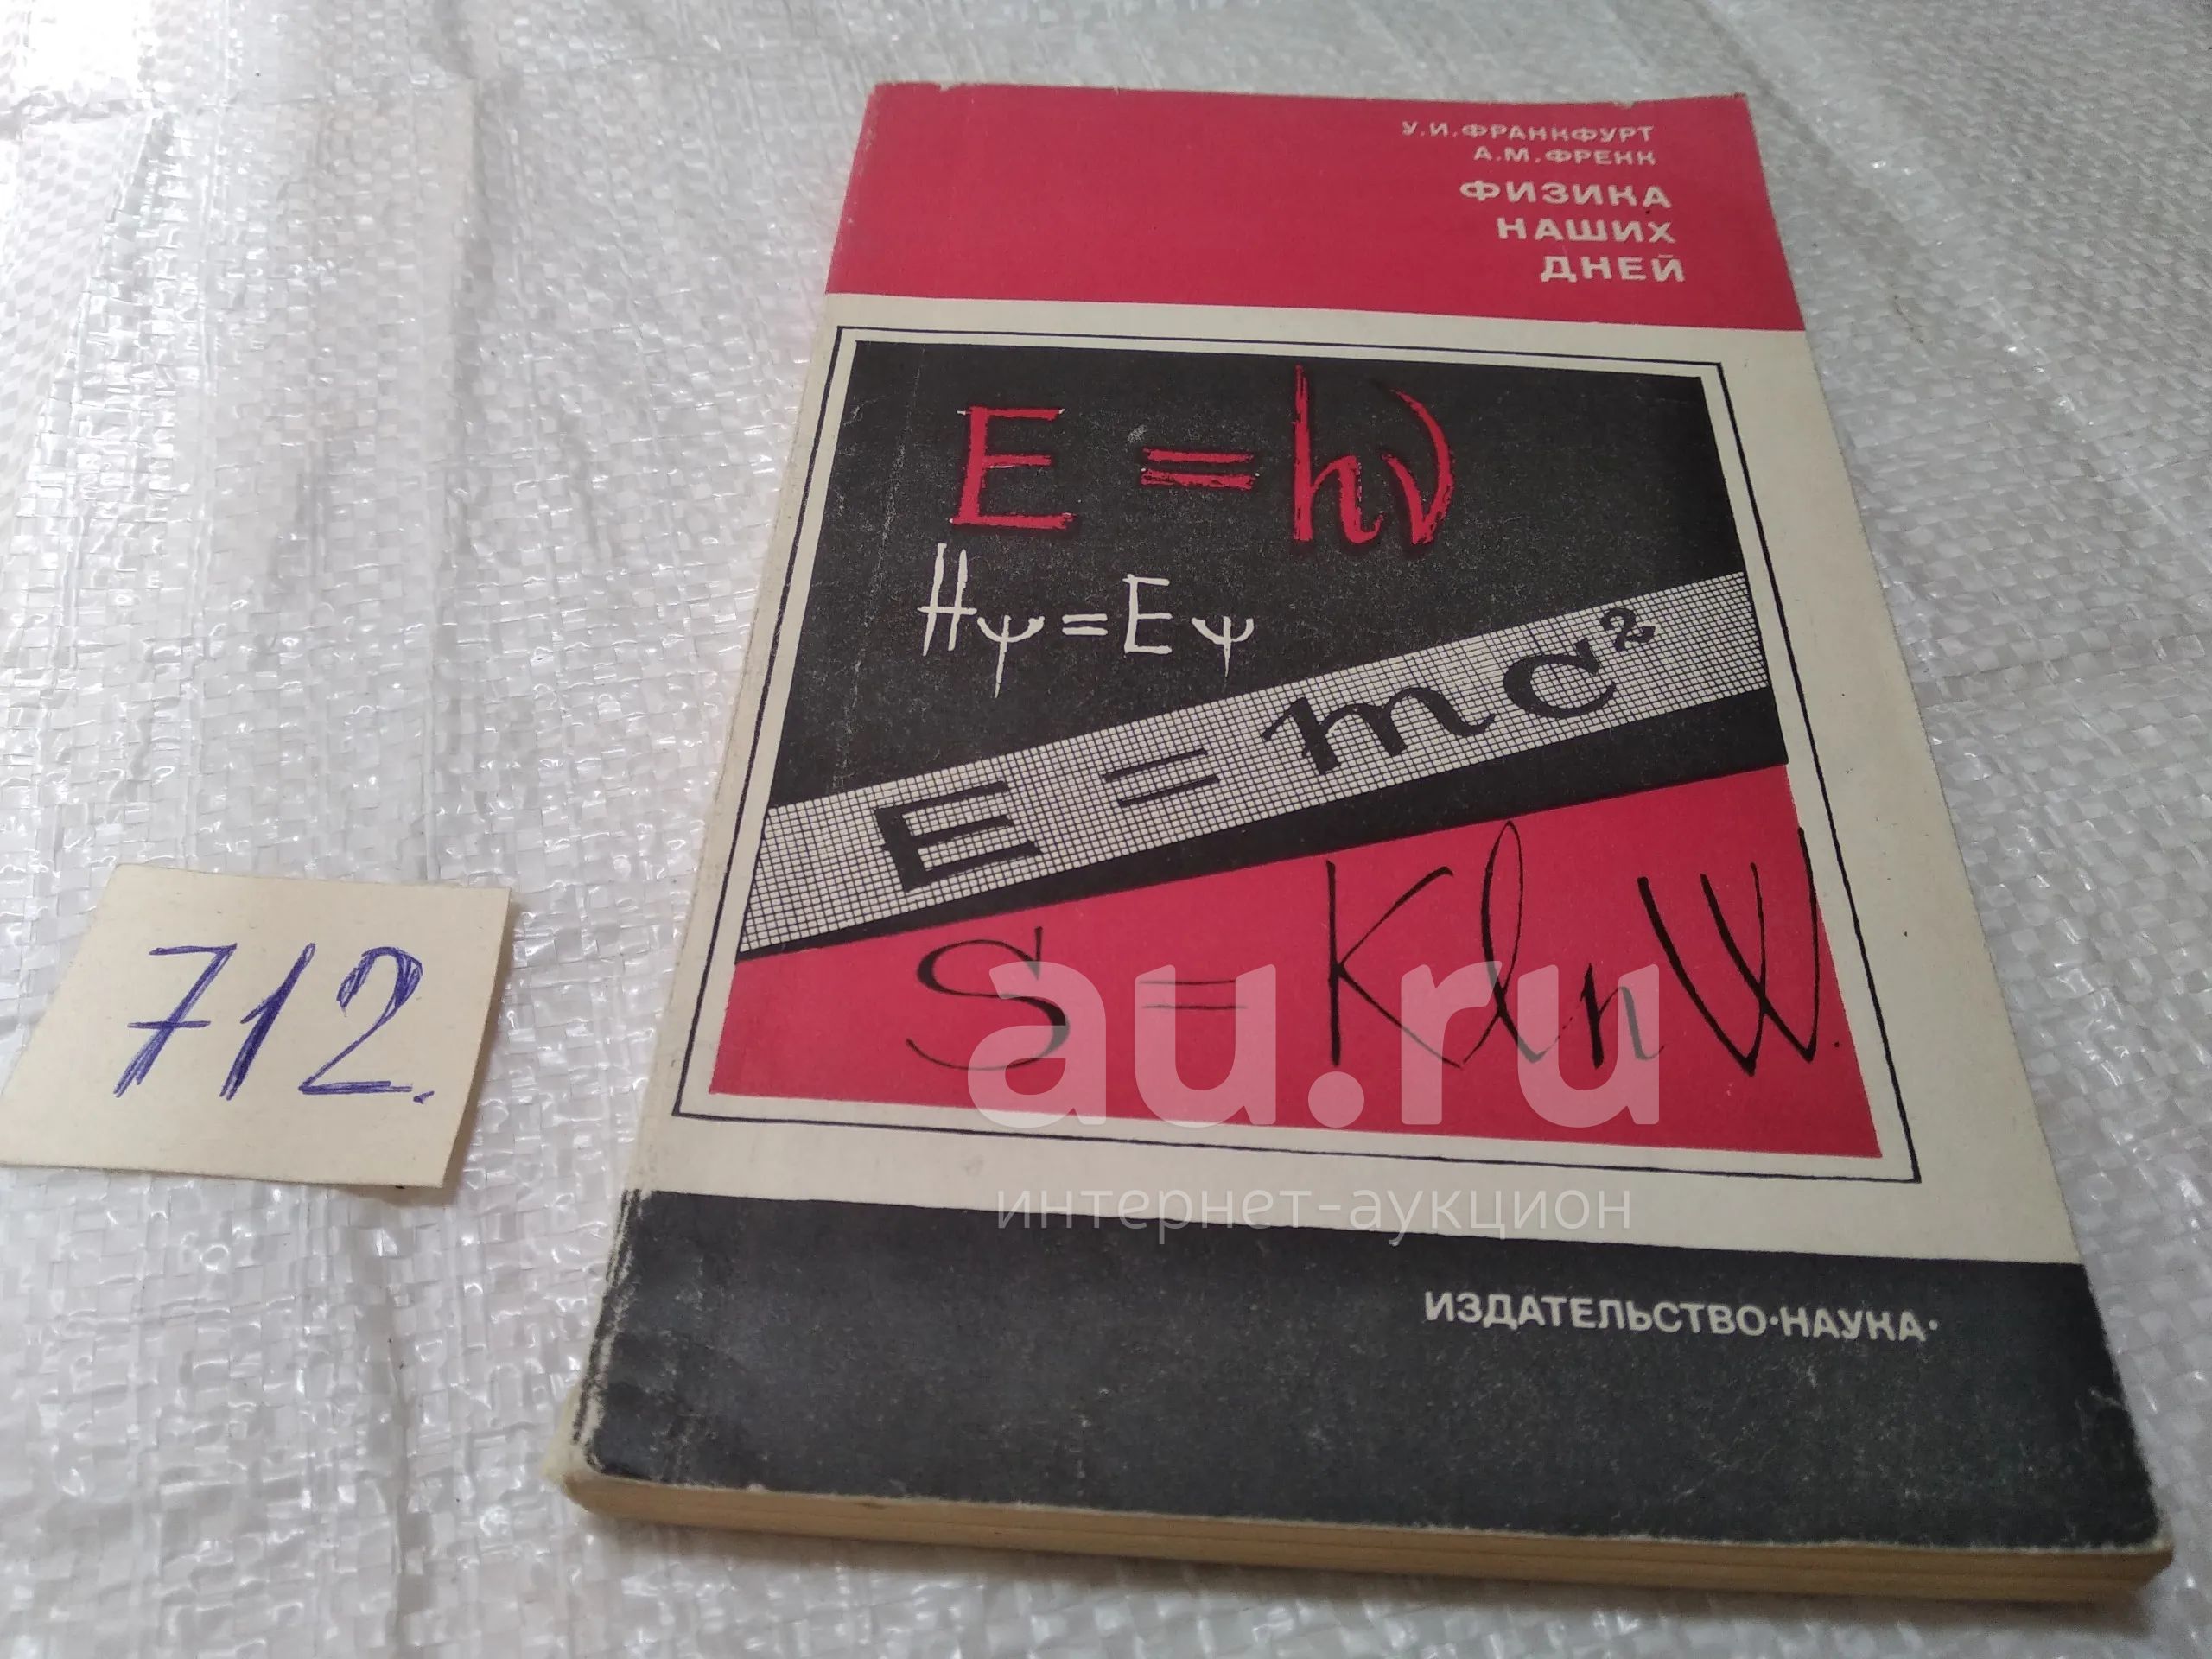 У.И.ФРАНКФУРТ
А.М.ФРЕНК
ФИЗИКА
НАШИХ
ДНЕЙ
E = hν
Hψ = Eψ
E = mc²
S = K ln W.
712.
au.ru
интернет-аукцион
ИЗДАТЕЛЬСТВО·НАУКА·